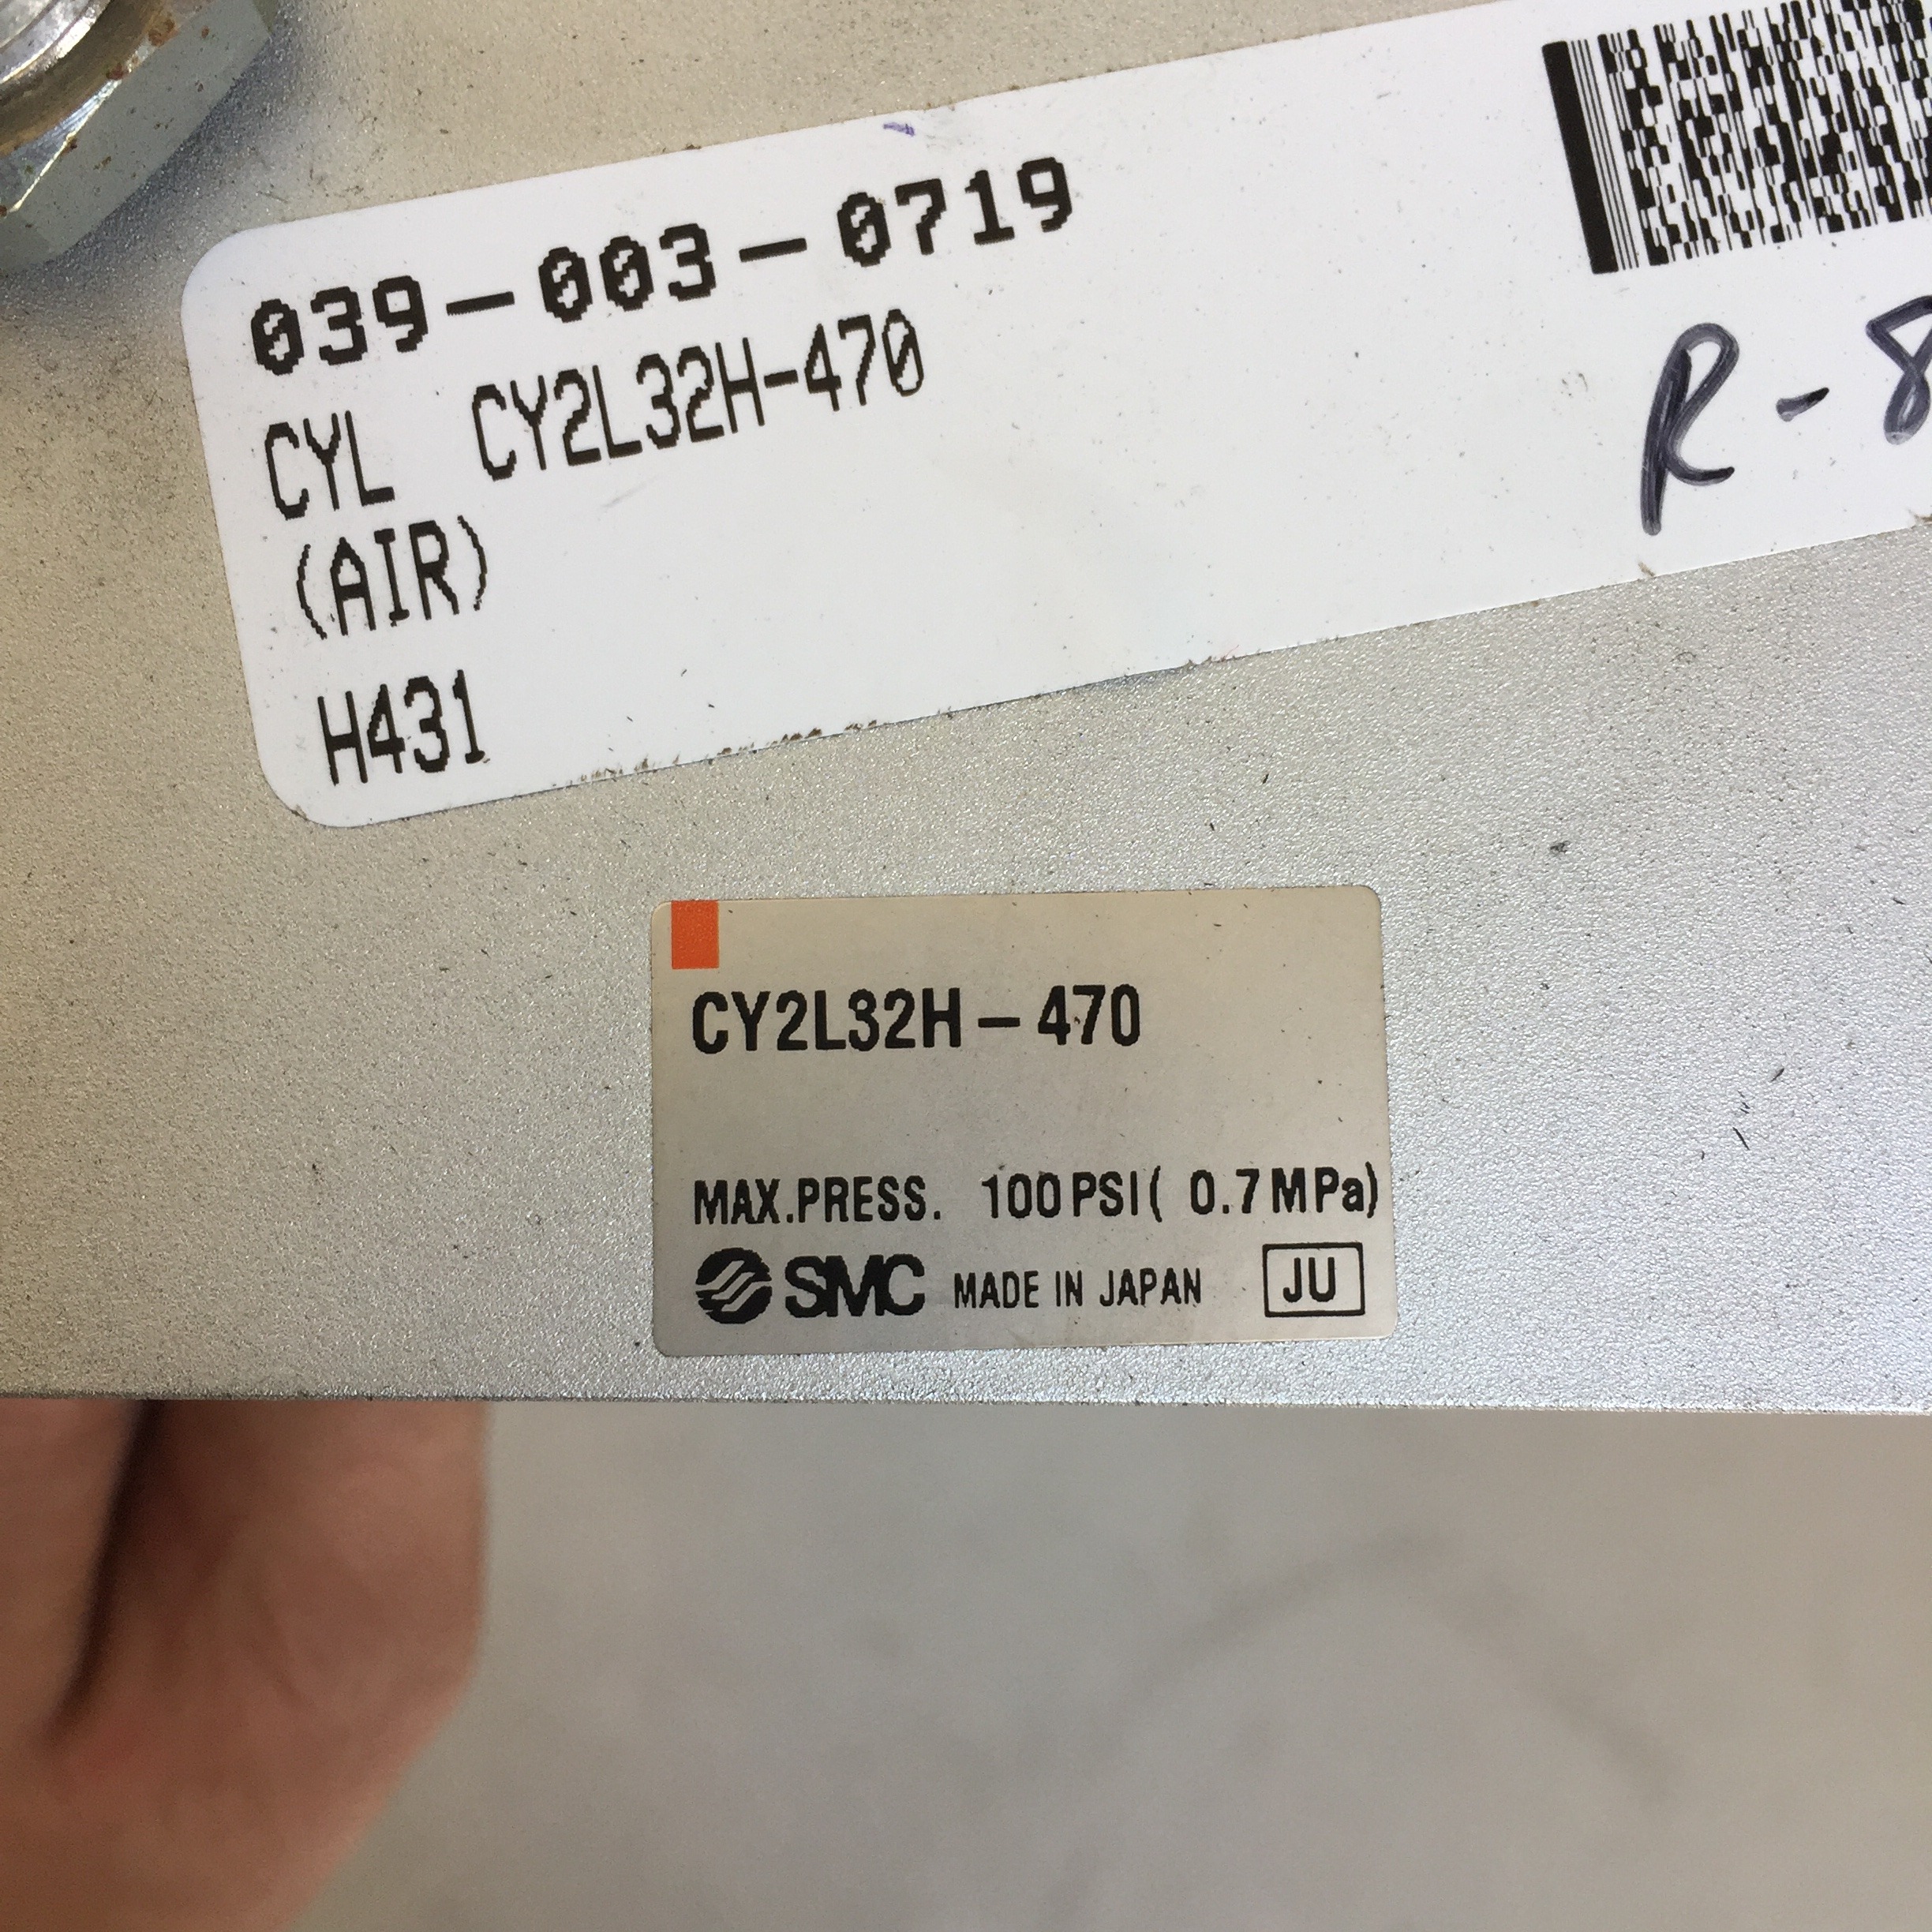 039-003-0719
CYL CY2L32H-470
(AIR)
H431
R-8
CY2L32H-470
MAX.PRESS. 100PSI( 0.7MPa)
SMC MADE IN JAPAN JU